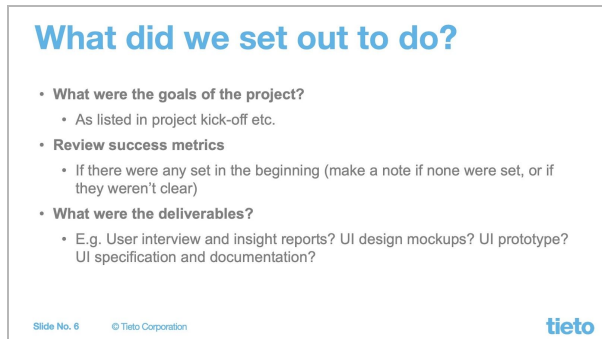 What did we set out to do?
• What were the goals of the project?
• As listed in project kick-off etc.
• Review success metrics
• If there were any set in the beginning (make a note if none were set, or if
they weren't clear)
• What were the deliverables?
• E.g. User interview and insight reports? UI design mockups? UI prototype?
UI specification and documentation?
Slide No. 6 © Tieto Corporation
tieto